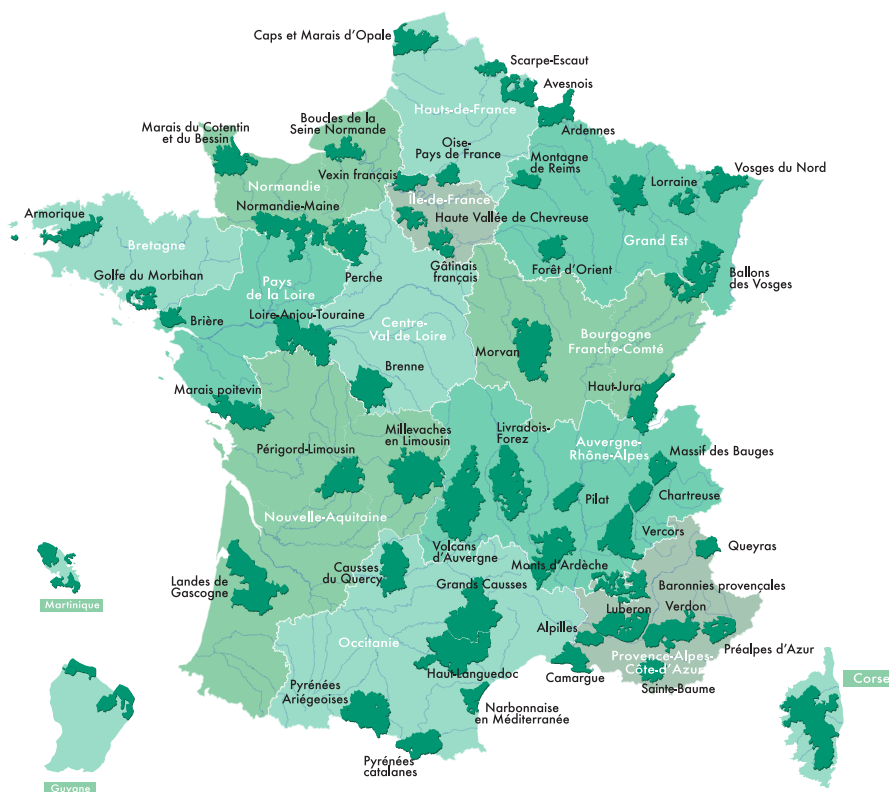 Caps et Marais d'Opale
Scarpe-Escaut
Avesnois
Hauts-de-France
Ardennes
Marais du Cotentin
et du Bessin
Boucles de la
Seine Normande
Oise-
Pays de France
Montagne
de Reims
Vosges du Nord
Lorraine
Vexin français
Normandie
Île-de-France
Normandie-Maine
Haute Vallée de Chevreuse
Armorique
Bretagne
Grand Est
Golfe du Morbihan
Perche
Gâtinais
français
Forêt d'Orient
Ballons
des Vosges
Pays
de la Loire
Brière
Loire-Anjou-Touraine
Centre-
Val de Loire
Bourgogne
Franche-Comté
Morvan
Brenne
Haut-Jura
Marais poitevin
Millevaches
en Limousin
Livradois-
Forez
Auvergne-
Rhône-Alpes
Massif des Bauges
Périgord-Limousin
Pilat
Chartreuse
Nouvelle-Aquitaine
Vercors
Queyras
Volcans
d'Auvergne
Monts d'Ardèche
Causses
du Quercy
Landes de
Gascogne
Grands Causses
Baronnies provençales
Martinique
Luberon
Verdon
Alpilles
Occitanie
Préalpes d'Azur
Provence-Alpes-
Côte-d'Azur
Haut-Languedoc
Camargue
Sainte-Baume
Corse
Pyrénées
Ariégeoises
Narbonnaise
en Méditerranée
Pyrénées
catalanes
Guyane